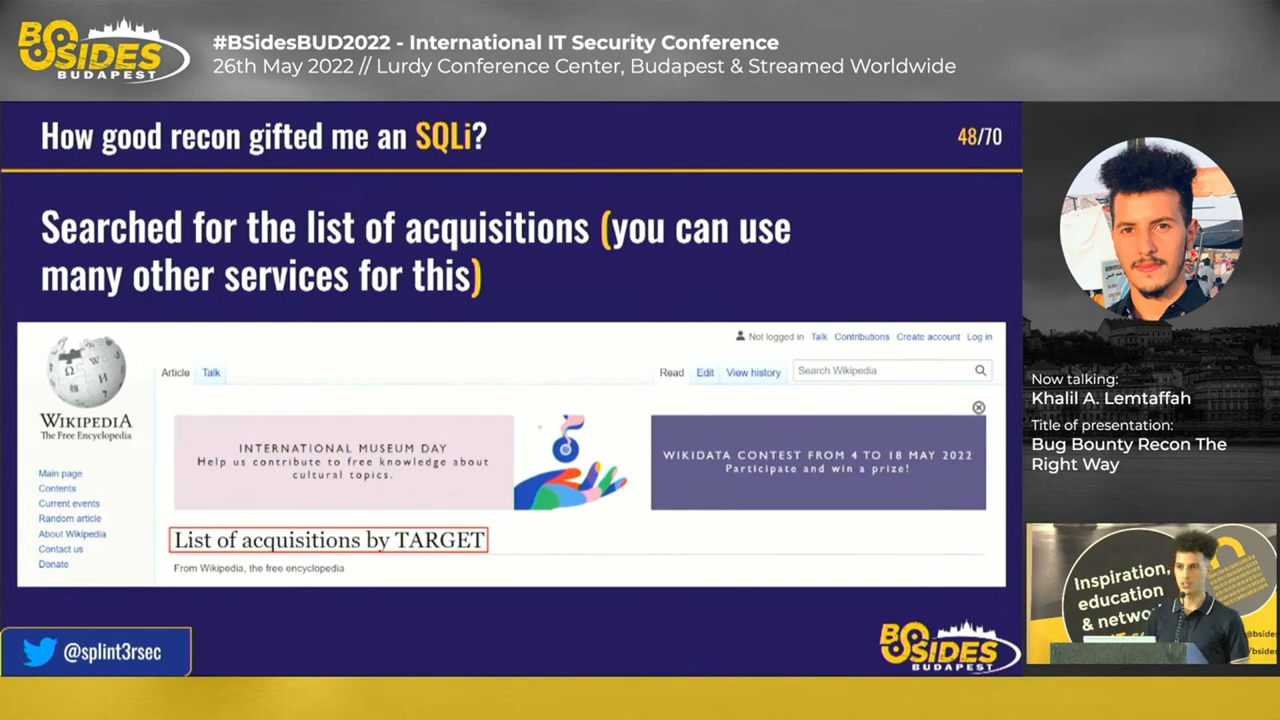 BSIDES
BUDAPEST
#BSidesBUD2022 - International IT Security Conference
26th May 2022 // Lurdy Conference Center, Budapest & Streamed Worldwide
How good recon gifted me an SQLi?
48/70
Searched for the list of acquisitions (you can use
many other services for this)
WIKIPEDIA
The Free Encyclopedia
Main page
Contents
Current events
Random article
About Wikipedia
Contact us
Donate
Not logged in Talk Contributions Create account Log in
Article Talk
Read Edit View history
Search Wikipedia
INTERNATIONAL MUSEUM DAY
Help us contribute to free knowledge about
cultural topics.
WIKIDATA CONTEST FROM 4 TO 18 MAY 2022
Participate and win a prize!
List of acquisitions by TARGET
From Wikipedia, the free encyclopedia
@splint3rsec
BSIDES
BUDAPEST
Now talking:
Khalil A. Lemtaffah
Title of presentation:
Bug Bounty Recon The
Right Way
Inspiration,
education
& netwo
@bsides
/bsides